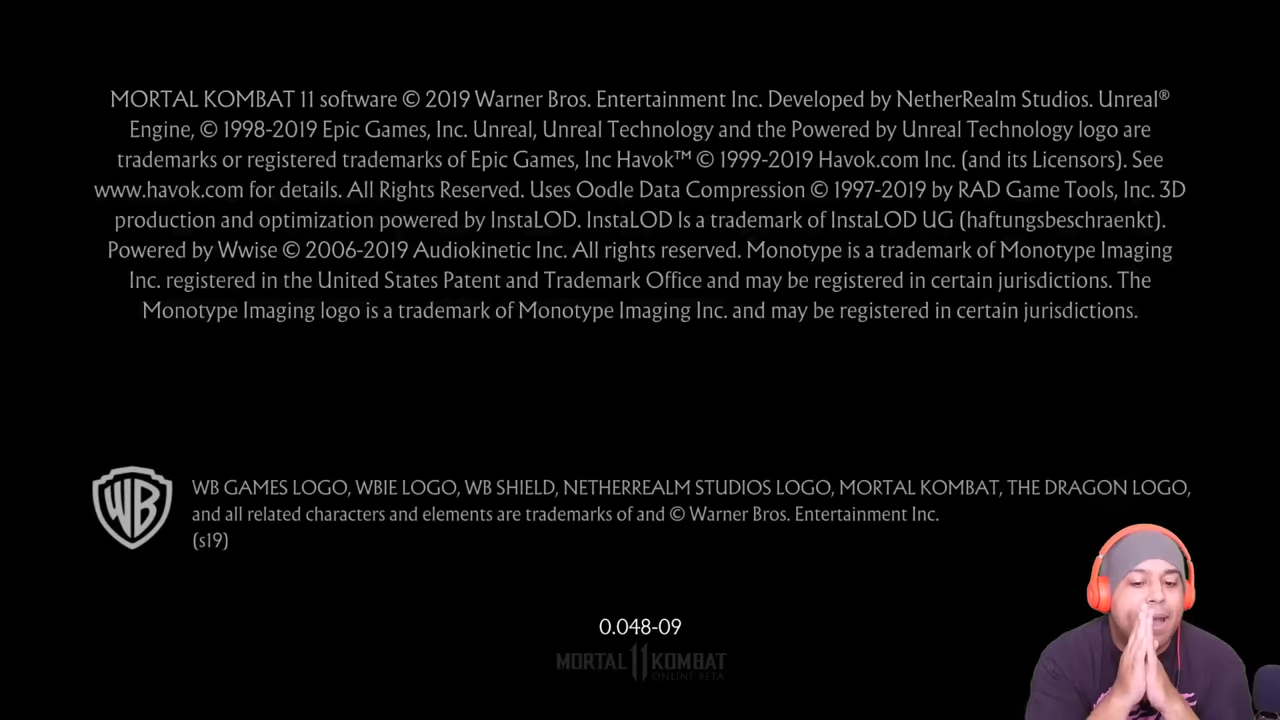 MORTAL KOMBAT 11 software © 2019 Warner Bros. Entertainment Inc. Developed by NetherRealm Studios. Unreal®
Engine, © 1998-2019 Epic Games, Inc. Unreal, Unreal Technology and the Powered by Unreal Technology logo are
trademarks or registered trademarks of Epic Games, Inc Havok™ © 1999-2019 Havok.com Inc. (and its Licensors). See
www.havok.com for details. All Rights Reserved. Uses Oodle Data Compression © 1997-2019 by RAD Game Tools, Inc. 3D
production and optimization powered by InstaLOD. InstaLOD Is a trademark of InstaLOD UG (haftungsbeschraenkt).
Powered by Wwise © 2006-2019 Audiokinetic Inc. All rights reserved. Monotype is a trademark of Monotype Imaging
Inc. registered in the United States Patent and Trademark Office and may be registered in certain jurisdictions. The
Monotype Imaging logo is a trademark of Monotype Imaging Inc. and may be registered in certain jurisdictions.
WB
WB GAMES LOGO, WBIE LOGO, WB SHIELD, NETHERREALM STUDIOS LOGO, MORTAL KOMBAT, THE DRAGON LOGO,
and all related characters and elements are trademarks of and © Warner Bros. Entertainment Inc.
(s19)
0.048-09
MORTAL 11 KOMBAT
ONLINE BETA